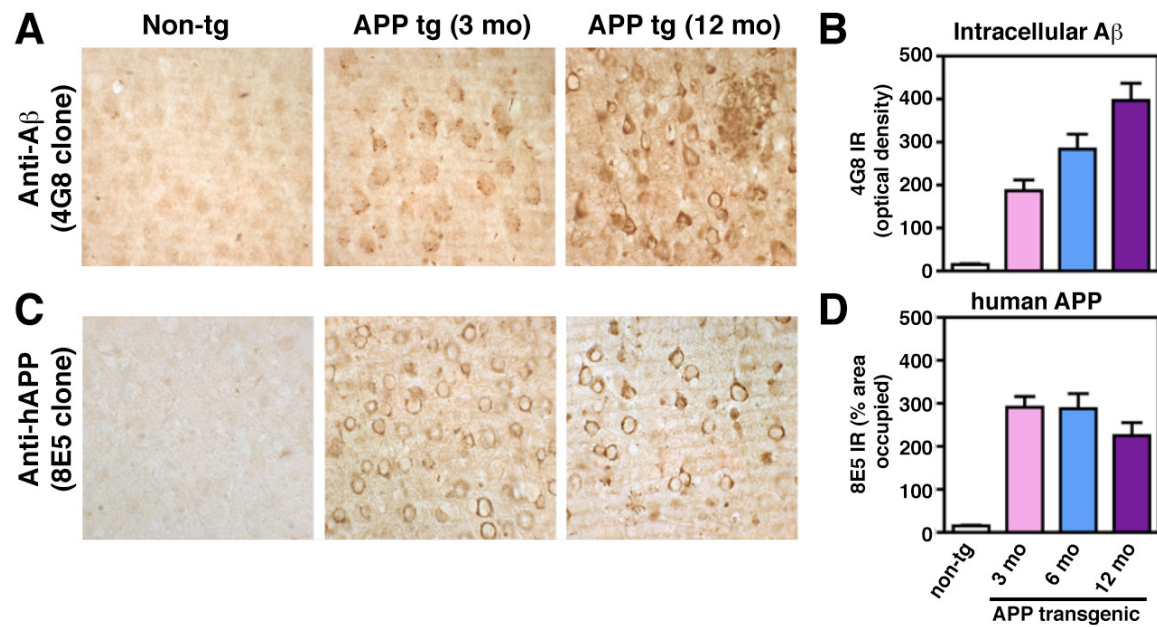 A
Non-tg
APP tg (3 mo)
APP tg (12 mo)
Anti-Aβ
(4G8 clone)
B
Intracellular Aβ
4G8 IR
(optical density)
500
400
300
200
100
0
C
Anti-hAPP
(8E5 clone)
D
human APP
8E5 IR (% area
occupied)
500
400
300
200
100
0
non-tg
3 mo
6 mo
12 mo
APP transgenic